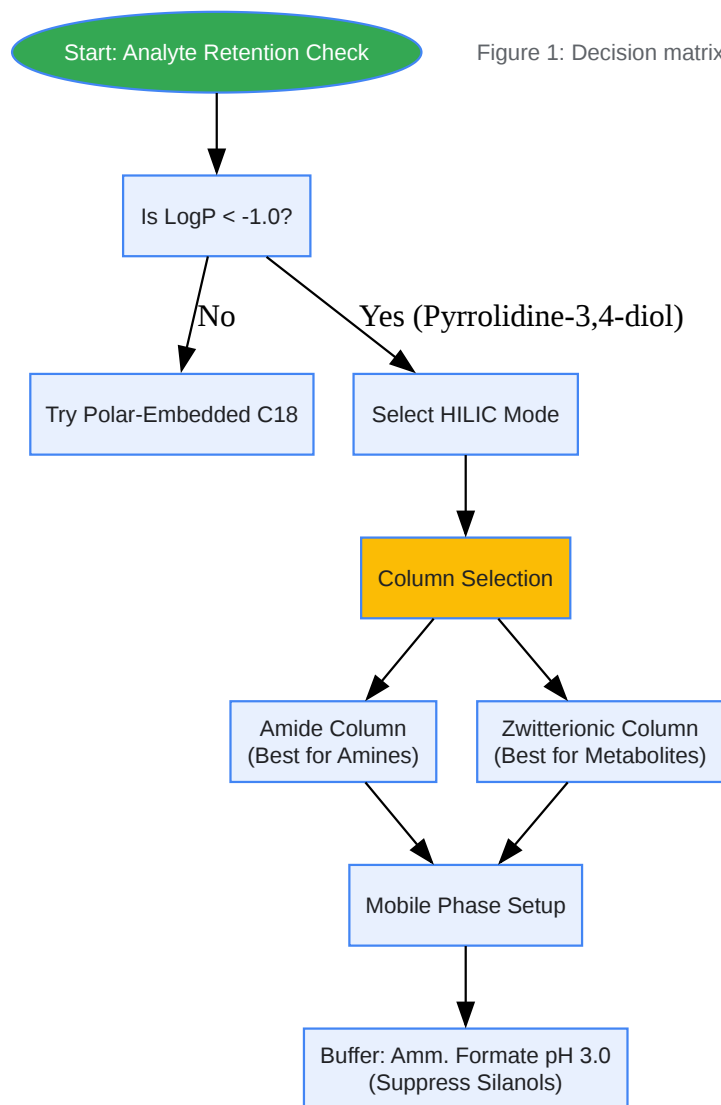 Start: Analyte Retention Check
Figure 1: Decision matrix
Is LogP < -1.0?
No
Yes (Pyrrolidine-3,4-diol)
Try Polar-Embedded C18
Select HILIC Mode
Column Selection
Amide Column
(Best for Amines)
Zwitterionic Column
(Best for Metabolites)
Mobile Phase Setup
Buffer: Amm. Formate pH 3.0
(Suppress Silanols)